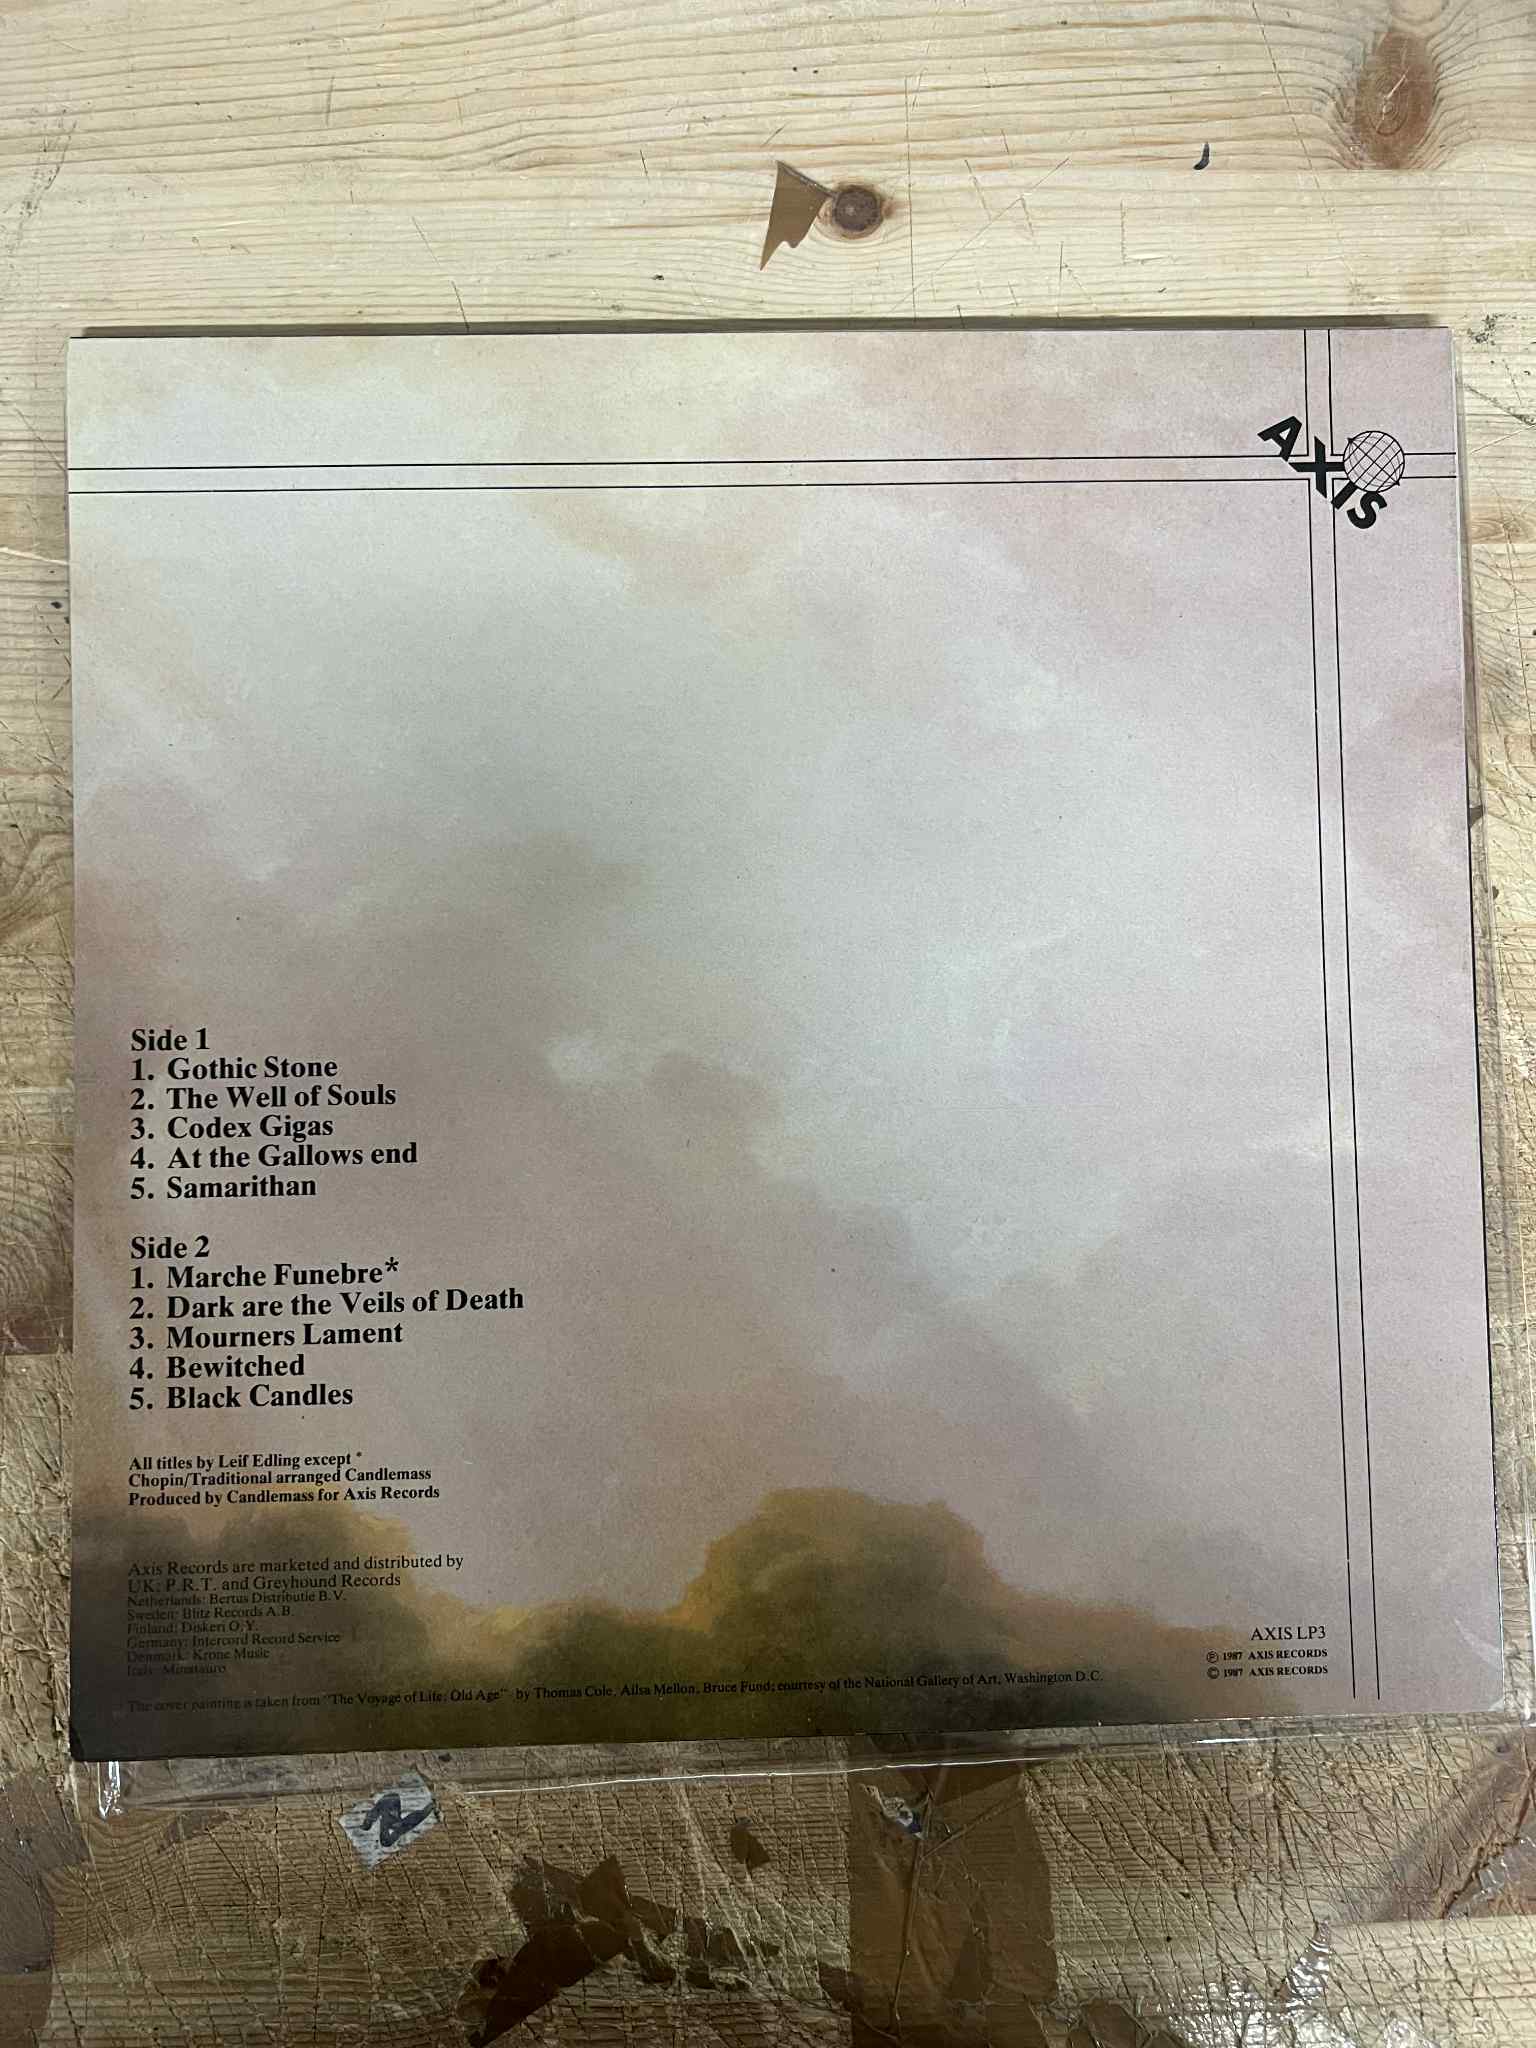 AXIS
Side 1
1. Gothic Stone
2. The Well of Souls
3. Codex Gigas
4. At the Gallows end
5. Samarithan
Side 2
1. Marche Funebre*
2. Dark are the Veils of Death
3. Mourners Lament
4. Bewitched
5. Black Candles
All titles by Leif Edling except *
Chopin/Traditional arranged Candlemass
Produced by Candlemass for Axis Records
Axis Records are marketed and distributed by
UK: P.R.T. and Greyhound Records
Netherlands: Bertus Distributie B.V.
Sweden: Blitz Records A.B.
Finland: Diskeri O.Y.
Germany: Intercord Record Service
Denmark: Krone Music
Italy: Minotauro
The cover painting is taken from "The Voyage of Life: Old Age" by Thomas Cole, Ailsa Mellon, Bruce Fund; courtesy of the National Gallery of Art, Washington D.C.
AXIS LP3
℗ 1987 AXIS RECORDS
© 1987 AXIS RECORDS